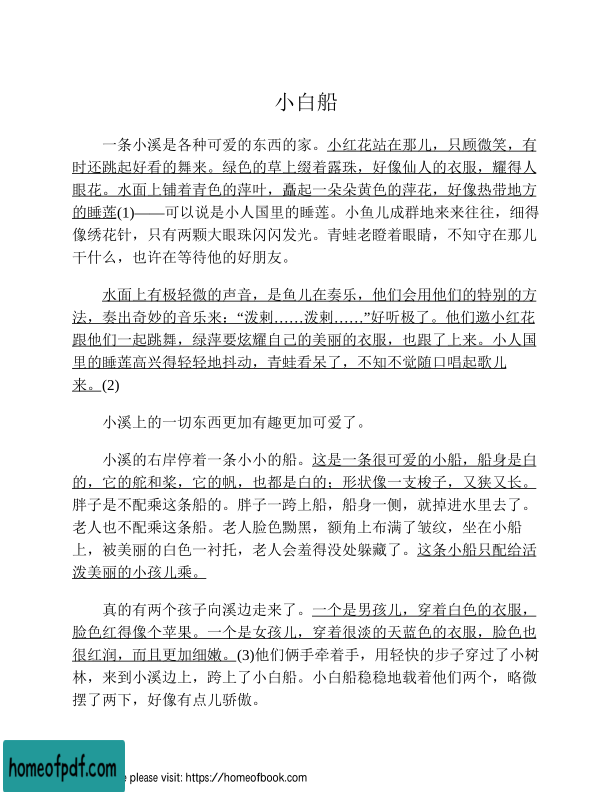 小白船
一条小溪是各种可爱的东西的家。小红花站在那儿，只顾微笑，有
时还跳起好看的舞来。绿色的草上缀着露珠，好像仙人的衣服，耀得人
眼花。水面上铺着青色的萍叶，矗起一朵朵黄色的萍花，好像热带地方
的睡莲(1)——可以说是小人国里的睡莲。小鱼儿成群地来来往往，细得
像绣花针，只有两颗大眼珠闪闪发光。青蛙老瞪着眼睛，不知守在那儿
干什么，也许在等待他的好朋友。
水面上有极轻微的声音，是鱼儿在奏乐，他们会用他们的特别的方
法，奏出奇妙的音乐来：“泼剌……泼剌……”好听极了。他们邀小红花
跟他们一起跳舞，绿萍要炫耀自己的美丽的衣服，也跟了上来。小人国
里的睡莲高兴得轻轻地抖动，青蛙看呆了，不知不觉随口唱起歌儿
来。(2)
小溪上的一切东西更加有趣更加可爱了。
小溪的右岸停着一条小小的船。这是一条很可爱的小船，船身是白
的，它的舵和桨，它的帆，也都是白的；形状像一支梭子，又狭又长。
胖子是不配乘这条船的。胖子一跨上船，船身一侧，就掉进水里去了。
老人也不配乘这条船。老人脸色黝黑，额角上布满了皱纹，坐在小船
上，被美丽的白色一衬托，老人会羞得没处躲藏了。这条小船只配给活
泼美丽的小孩儿乘。
真的有两个孩子向溪边走来了。一个是男孩儿，穿着白色的衣服，
脸色红得像个苹果。一个是女孩儿，穿着很淡的天蓝色的衣服，脸色也
很红润，而且更加细嫩。(3)他们俩手牵着手，用轻快的步子穿过了小树
林，来到小溪边上，跨上了小白船。小白船稳稳地载着他们两个，略微
摆了两下，好像有点儿骄傲。
homeofpdf.com
e please visit: https://homeofbook.com